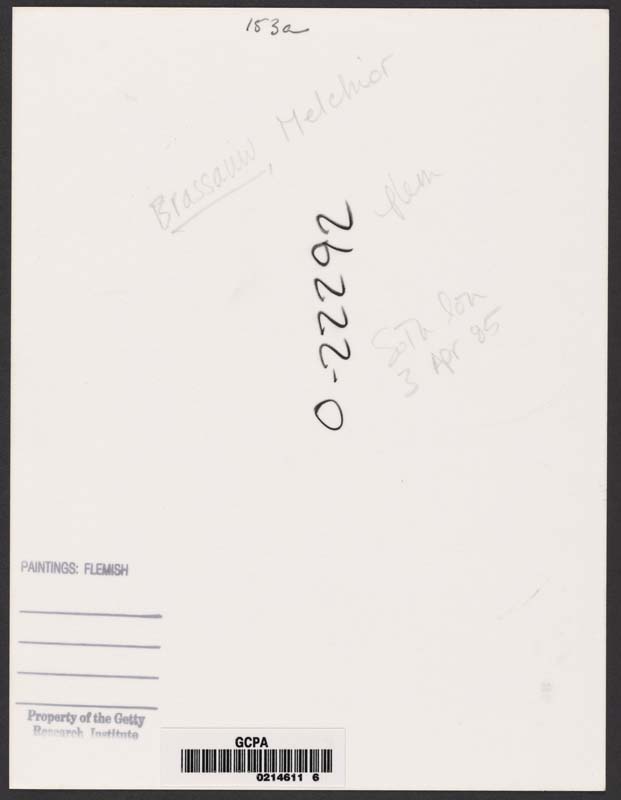 153a
Brassauw, Melchior
flem
26222-0
Soth lon
3 Apr 85
PAINTINGS: FLEMISH
Property of the Getty
Research Institute
GCPA
0214611 6